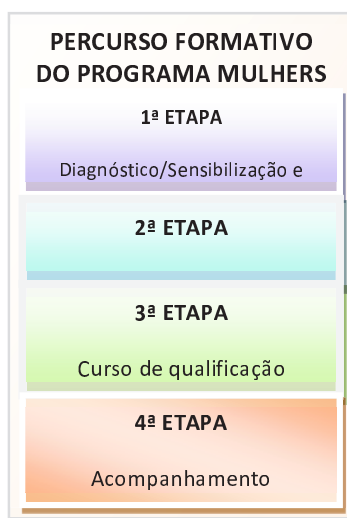 PERCURSO FORMATIVO
DO PROGRAMA MULHERS
1ª ETAPA
Diagnóstico/Sensibilização e
2ª ETAPA
3ª ETAPA
Curso de qualificação
4ª ETAPA
Acompanhamento